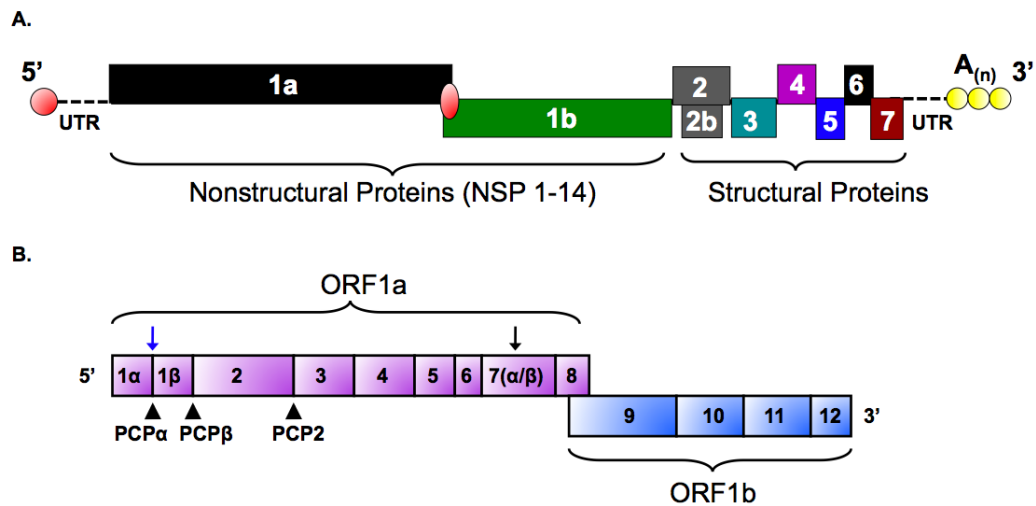 A.
5’ 1a 1b 2 2b 3 4 5 6 7 A(n) 3’
UTR UTR
Nonstructural Proteins (NSP 1-14) Structural Proteins
B.
ORF1a
5’ 1α 1β 2 3 4 5 6 7(α/β) 8
PCPα PCPβ PCP2
9 10 11 12 3’
ORF1b